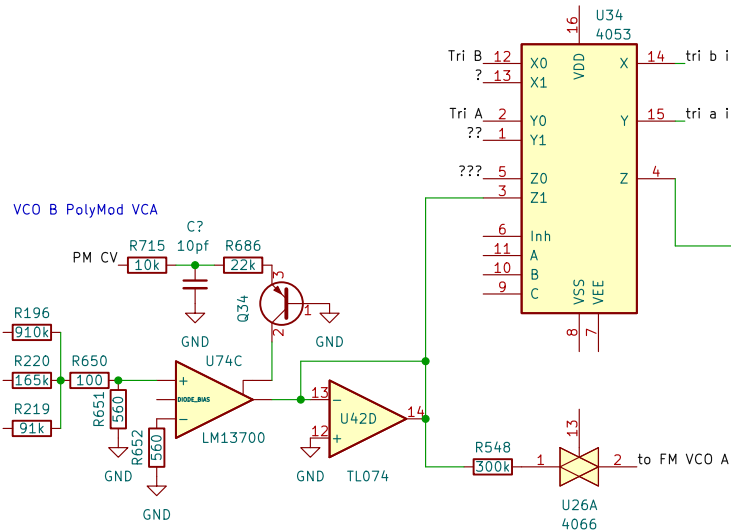 U34
4053
16
VDD
Tri B 12 X0 X 14 tri b i
? 13 X1
Tri A 2 Y0 Y 15 tri a i
?? 1 Y1
??? 5 Z0 Z 4
3 Z1
6 Inh
11 A
10 B
9 C
VSS VEE
8 7
VCO B PolyMod VCA
C?
10pf
R715
10k
R686
22k
PM CV
GND
Q34
3
1
2
GND
R196
910k
R220
165k
R219
91k
R650
100
R651
560
GND
R652
560
GND
U74C
+
DIODE_BIAS
-
LM13700
13
-
12
+
U42D
14
GND
TL074
R548
300k
13
1
2
to FM VCO A
U26A
4066